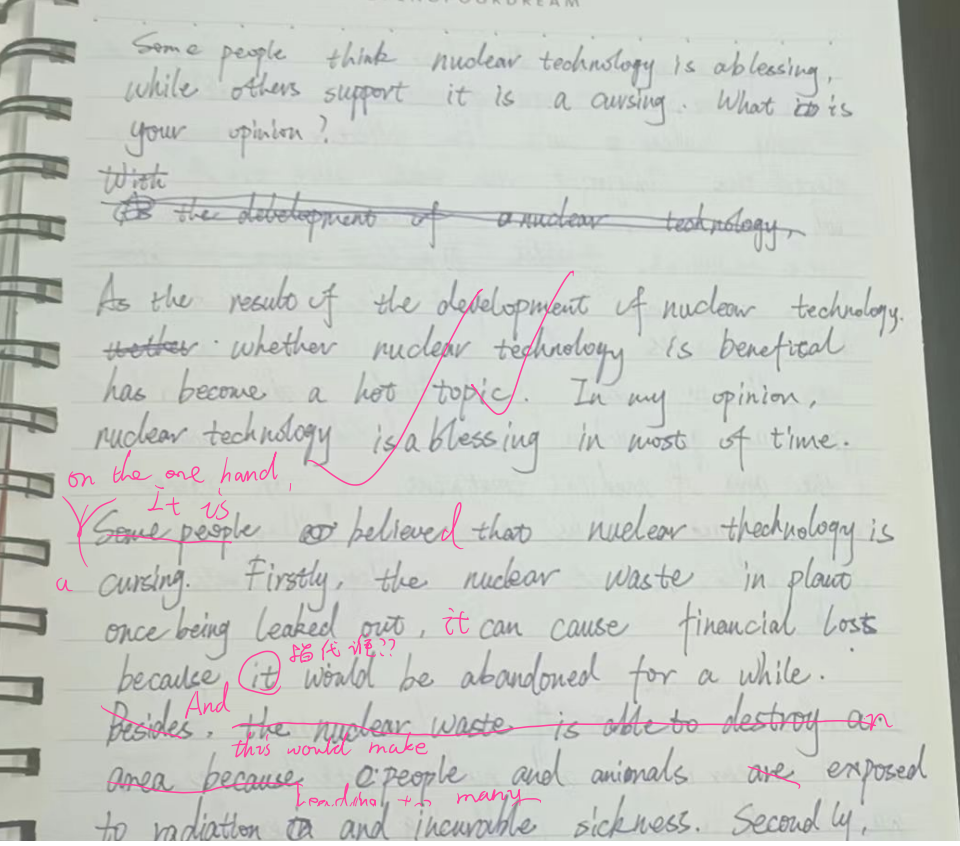 Some people think nuclear technology is a blessing,
while others support it is a cursing. What is
your opinion?
With
the development of a nuclear technology,
As the result of the development of nuclear technology.
whether nuclear technology is benefical
has become a hot topic. In my opinion,
nuclear technology is a blessing in most of time.
on the one hand,
It is
Some people believed that nuclear thechnology is
a cursing. Firstly, the nuclear waste in plant
once being leaked out, it can cause financial losts
指代谁??
because it would be abandoned for a while.
And
Besides, the nuclear waste is able to destroy an
this would make
area because people and animals are exposed
leading to many
to radiation and incurable sickness. Secondly,